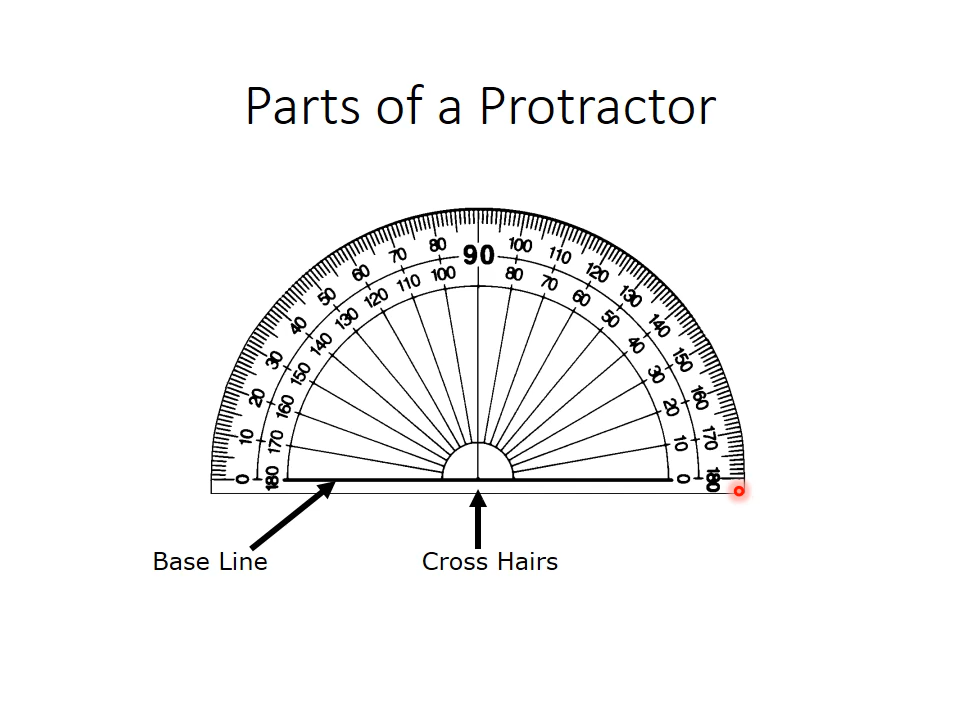 Parts of a Protractor
0 10 20 30 40 50 60 70 80 90 100 110 120 130 140 150 160 170 180
180 170 160 150 140 130 120 110 100 80 70 60 50 40 30 20 10 0
Base Line
Cross Hairs